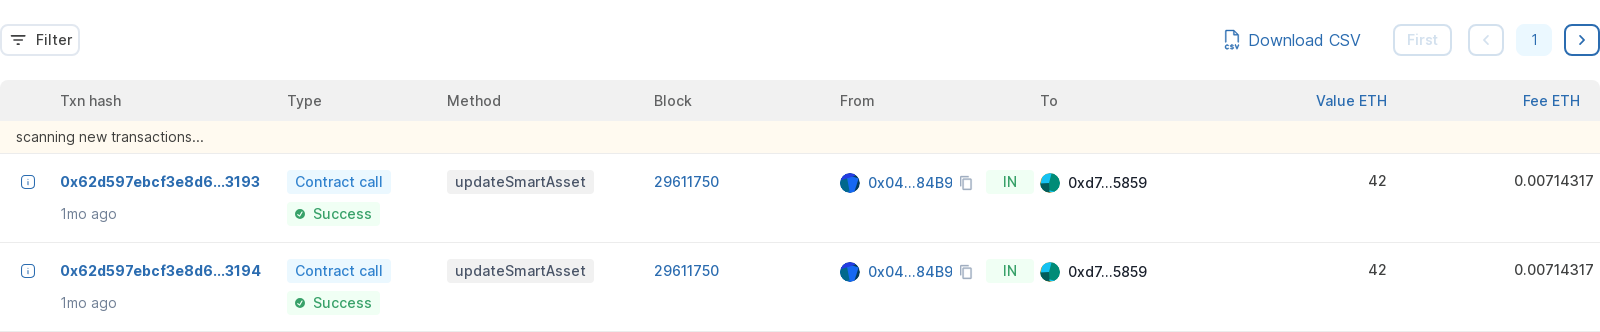 Filter
Download CSV First 1
Txn hash Type Method Block From To Value ETH Fee ETH
scanning new transactions...
0x62d597ebcf3e8d6...3193 Contract call updateSmartAsset 29611750 0x04...84B9 IN 0xd7...5859 42 0.00714317
1mo ago Success
0x62d597ebcf3e8d6...3194 Contract call updateSmartAsset 29611750 0x04...84B9 IN 0xd7...5859 42 0.00714317
1mo ago Success